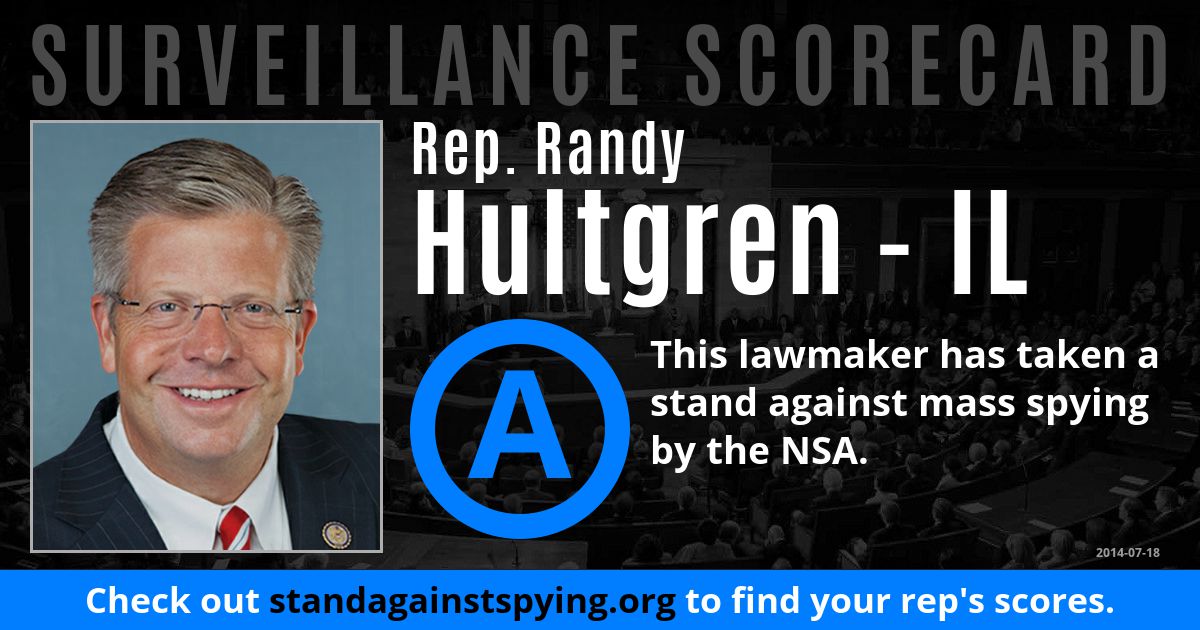 SURVEILLANCE SCORECARD
Rep. Randy
Hultgren - IL
A
This lawmaker has taken a
stand against mass spying
by the NSA.
2014-07-18
Check out standagainstspying.org to find your rep's scores.